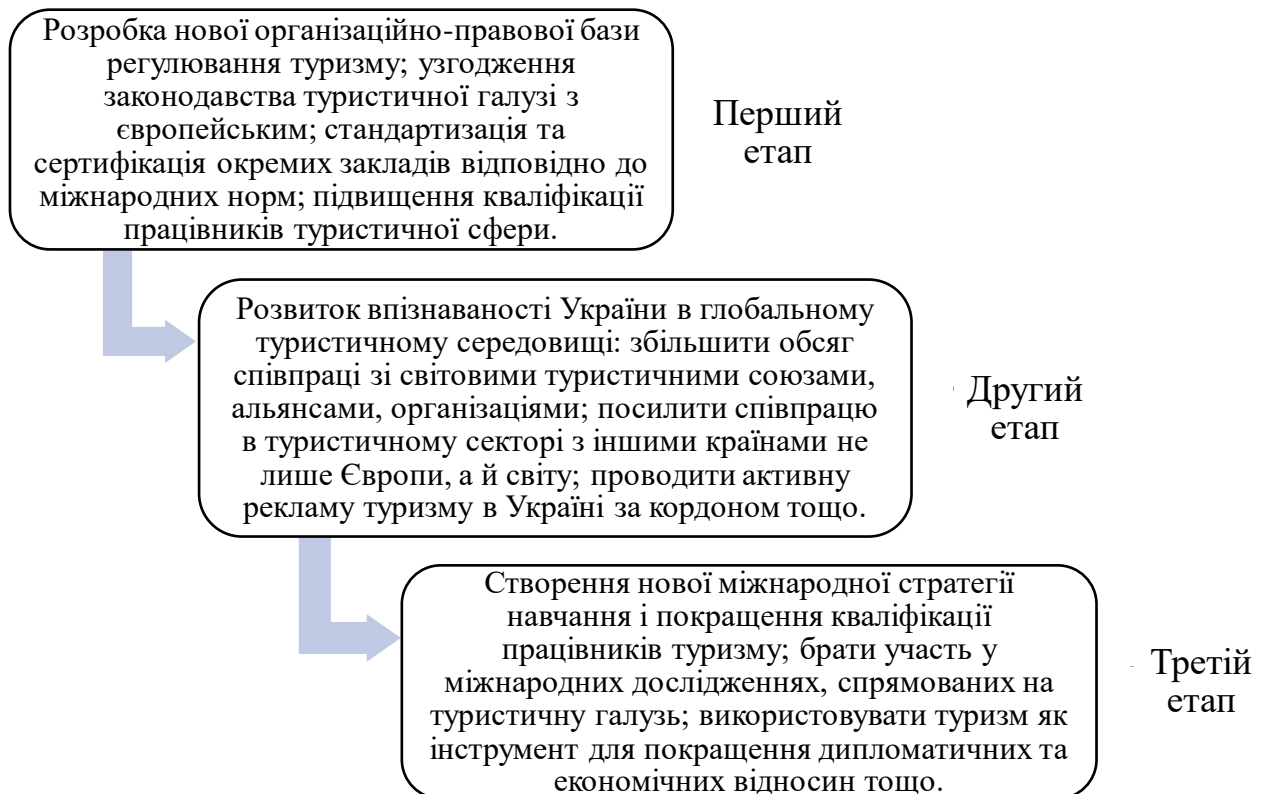 Розробка нової організаційно-правової бази
регулювання туризму; узгодження
законодавства туристичної галузі з
європейським; стандартизація та
сертифікація окремих закладів відповідно до
міжнародних норм; підвищення кваліфікації
працівників туристичної сфери.
Перший
етап
Розвиток впізнаваності України в глобальному
туристичному середовищі: збільшити обсяг
співпраці зі світовими туристичними союзами,
альянсами, організаціями; посилити співпрацю
в туристичному секторі з іншими країнами не
лише Європи, а й світу; проводити активну
рекламу туризму в Україні за кордоном тощо.
Другий
етап
Створення нової міжнародної стратегії
навчання і покращення кваліфікації
працівників туризму; брати участь у
міжнародних дослідженнях, спрямованих на
туристичну галузь; використовувати туризм як
інструмент для покращення дипломатичних та
економічних відносин тощо.
Третій
етап